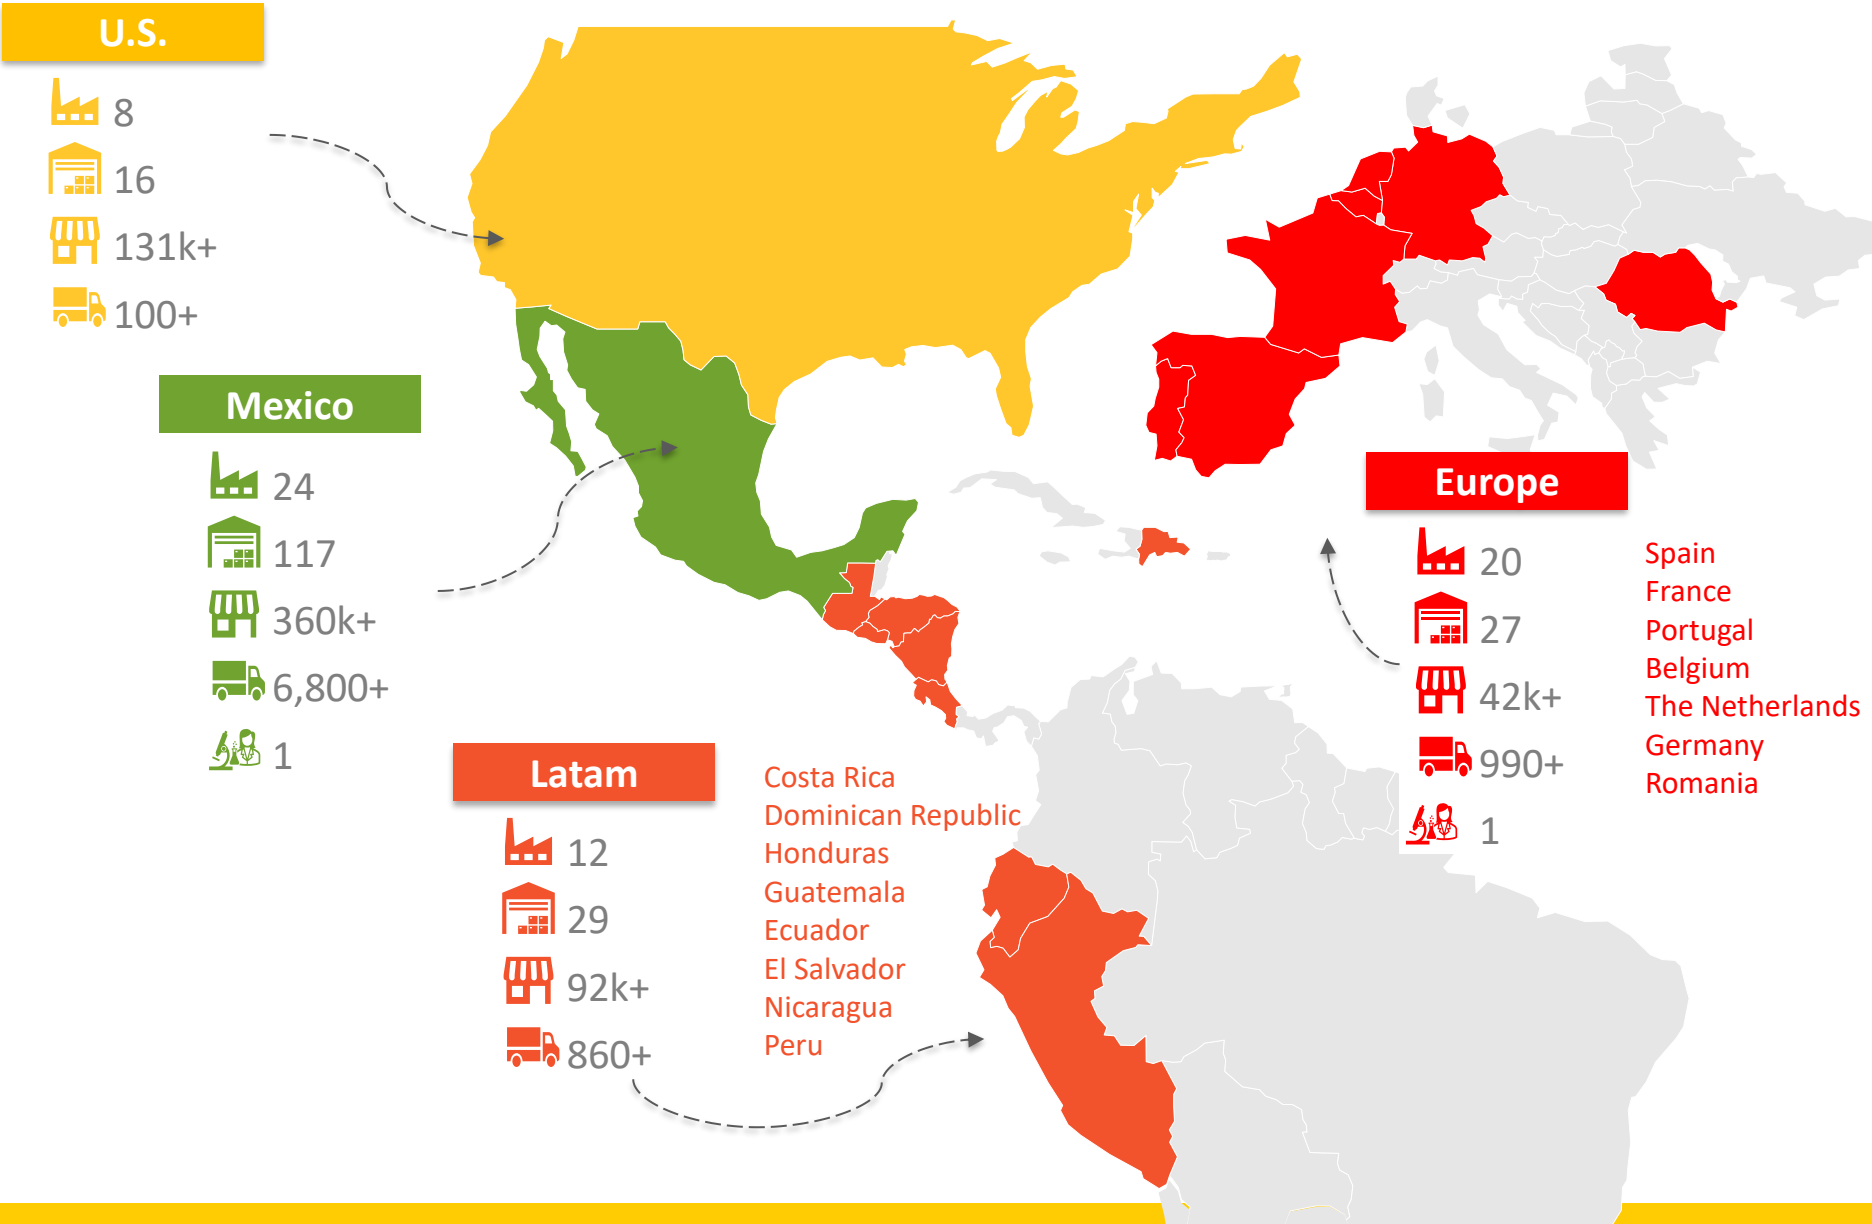 U.S.
8
16
131k+
100+
Mexico
24
117
360k+
6,800+
1
Latam
12
29
92k+
860+
Costa Rica
Dominican Republic
Honduras
Guatemala
Ecuador
El Salvador
Nicaragua
Peru
Europe
20
27
42k+
990+
1
Spain
France
Portugal
Belgium
The Netherlands
Germany
Romania